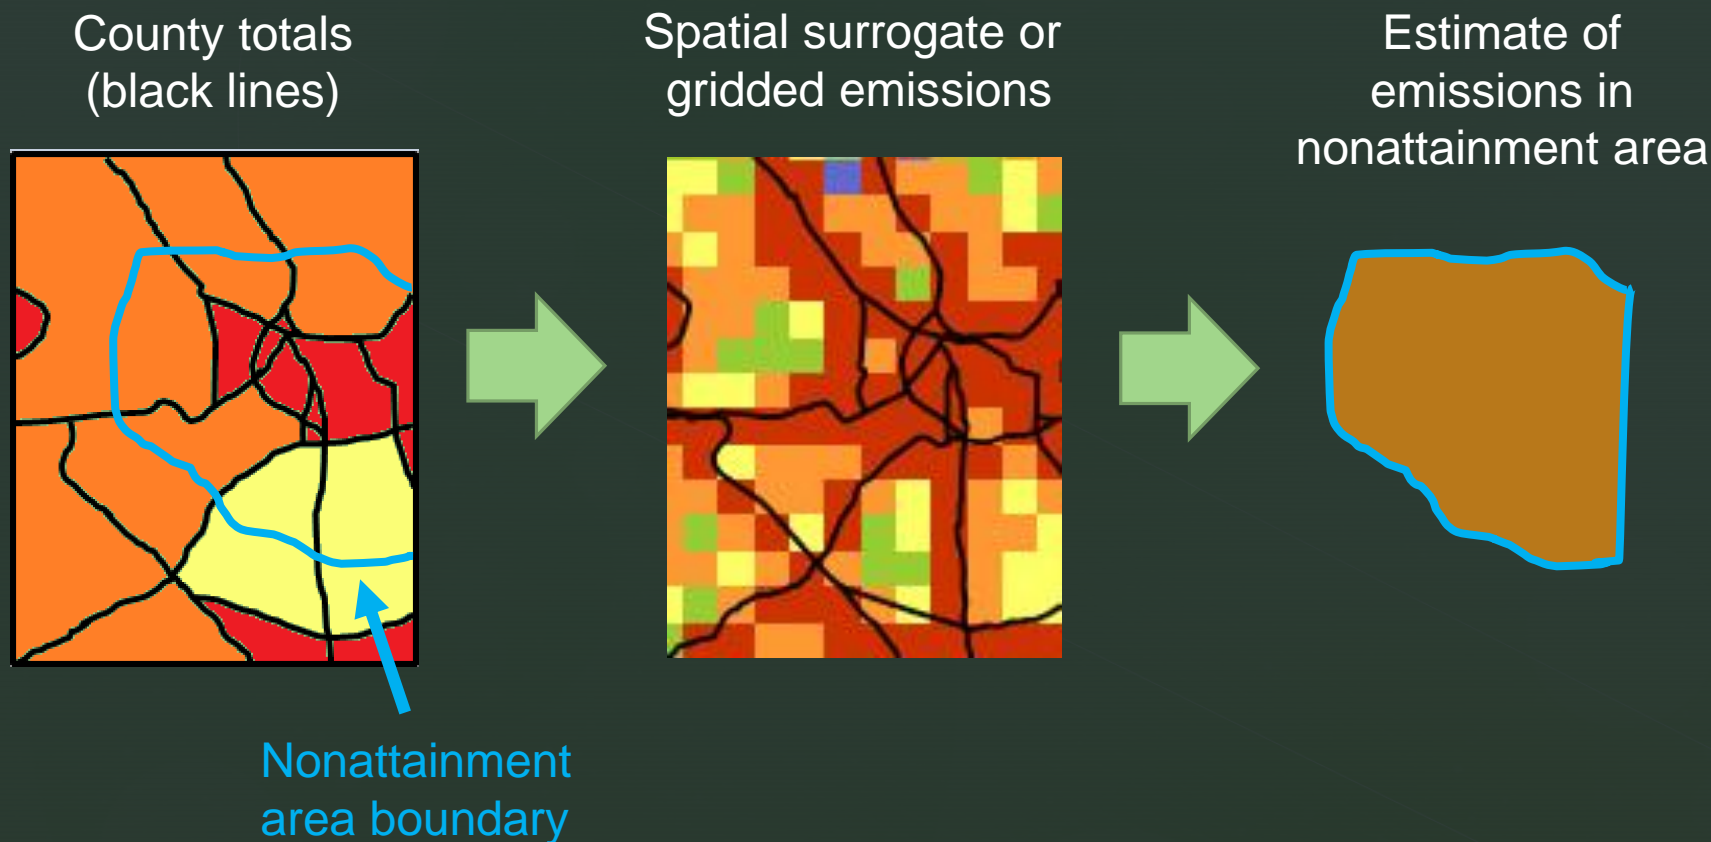 County totals
(black lines)
Spatial surrogate or
gridded emissions
Estimate of
emissions in
nonattainment area
Nonattainment
area boundary